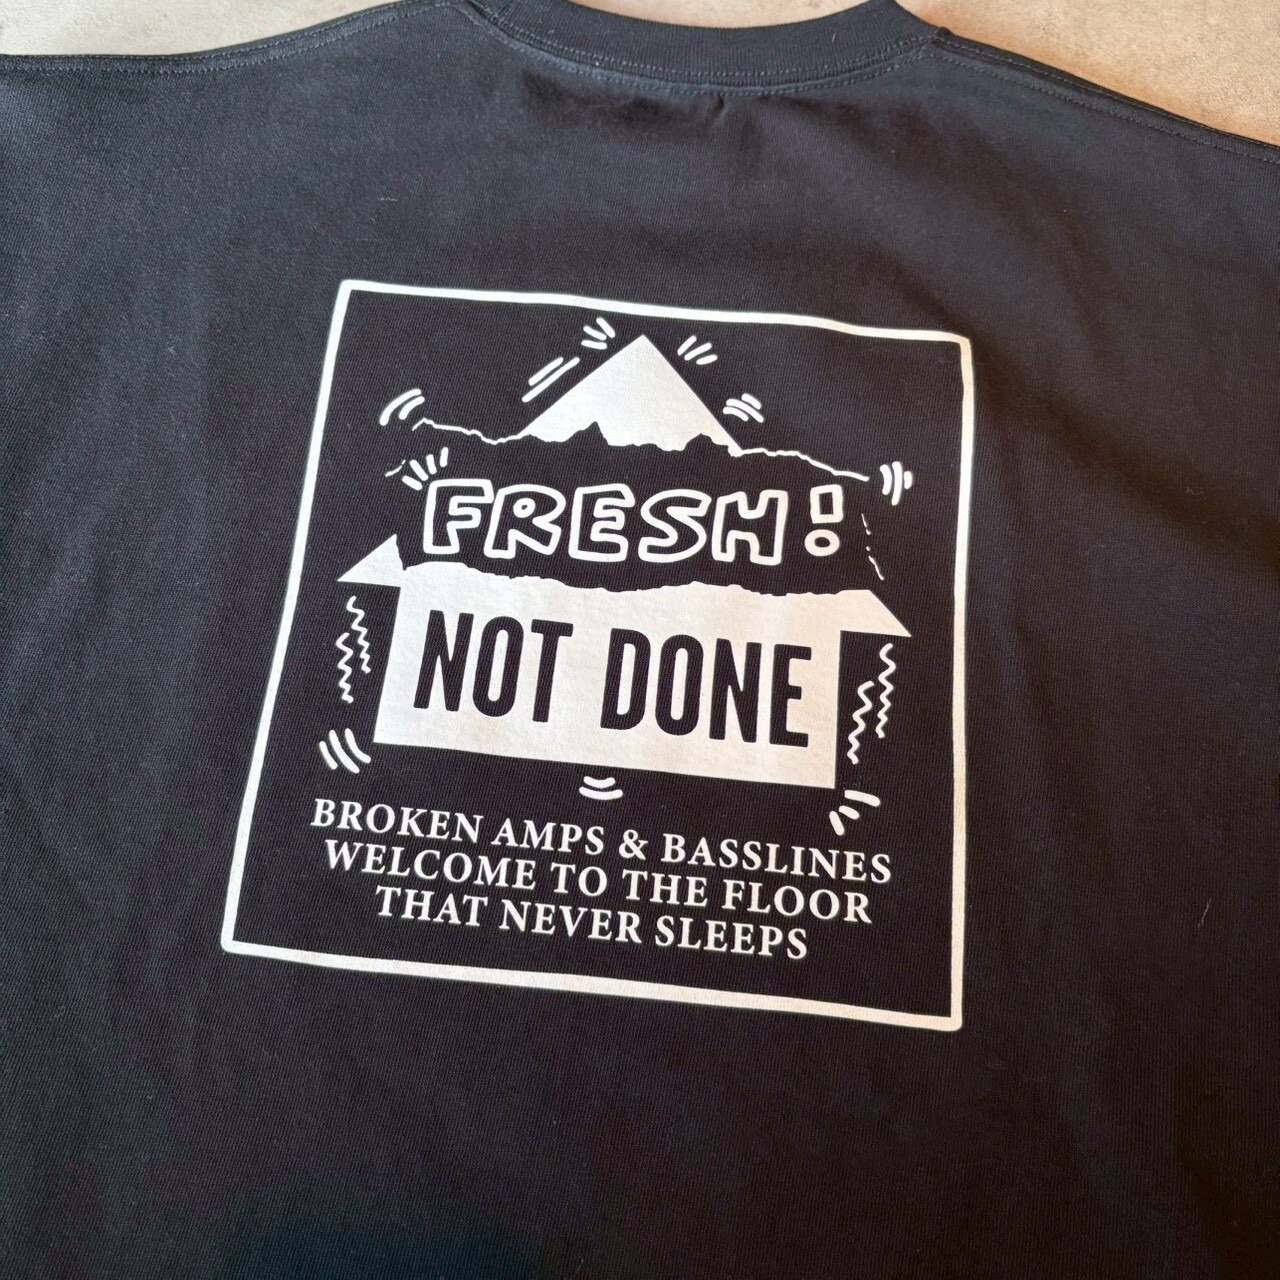 FRESH!
NOT DONE
BROKEN AMPS & BASSLINES
WELCOME TO THE FLOOR
THAT NEVER SLEEPS